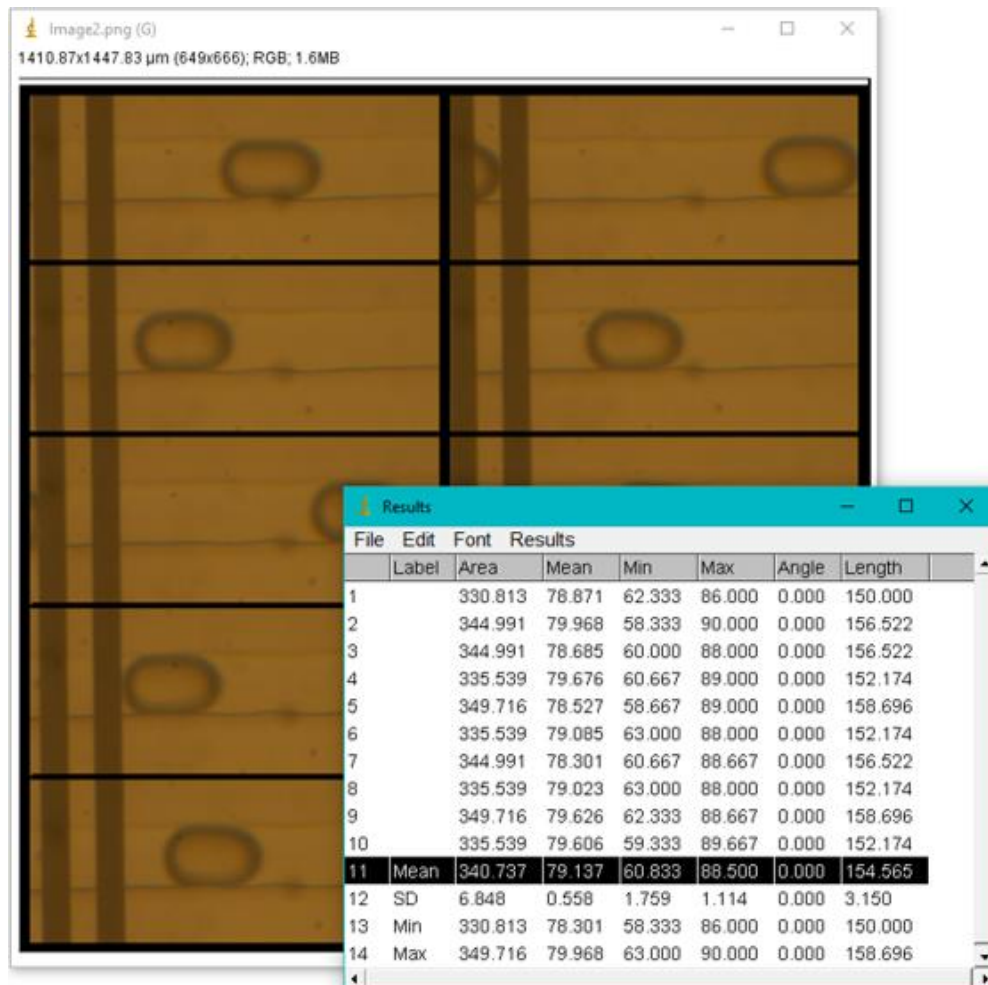 Image2.png (G)
1410.87x1447.83 µm (649x666); RGB; 1.6MB
Results
File Edit Font Results
Label Area Mean Min Max Angle Length
1 330.813 78.871 62.333 86.000 0.000 150.000
2 344.991 79.968 58.333 90.000 0.000 156.522
3 344.991 78.685 60.000 88.000 0.000 156.522
4 335.539 79.676 60.667 89.000 0.000 152.174
5 349.716 78.527 58.667 89.000 0.000 158.696
6 335.539 79.085 63.000 88.000 0.000 152.174
7 344.991 78.301 60.667 88.667 0.000 156.522
8 335.539 79.023 63.000 88.000 0.000 152.174
9 349.716 79.626 62.333 88.667 0.000 158.696
10 335.539 79.606 59.333 89.667 0.000 152.174
11 Mean 340.737 79.137 60.833 88.500 0.000 154.565
12 SD 6.848 0.558 1.759 1.114 0.000 3.150
13 Min 330.813 78.301 58.333 86.000 0.000 150.000
14 Max 349.716 79.968 63.000 90.000 0.000 158.696